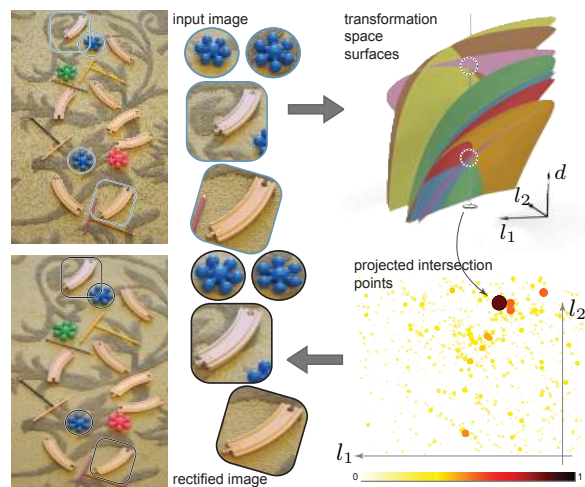 input image
transformation
space
surfaces
d
l₂
l₁
projected intersection
points
l₂
l₁
0
1
rectified image